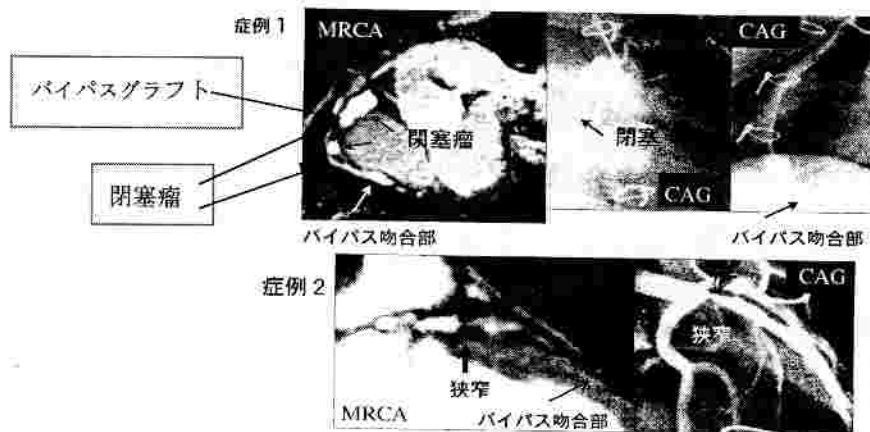 症例 1
MRCA
CAG
バイパスグラフト
閉塞瘤
閉塞
閉塞瘤
CAG
バイパス吻合部
バイパス吻合部
症例 2
CAG
狭窄
狭窄
バイパス吻合部
MRCA